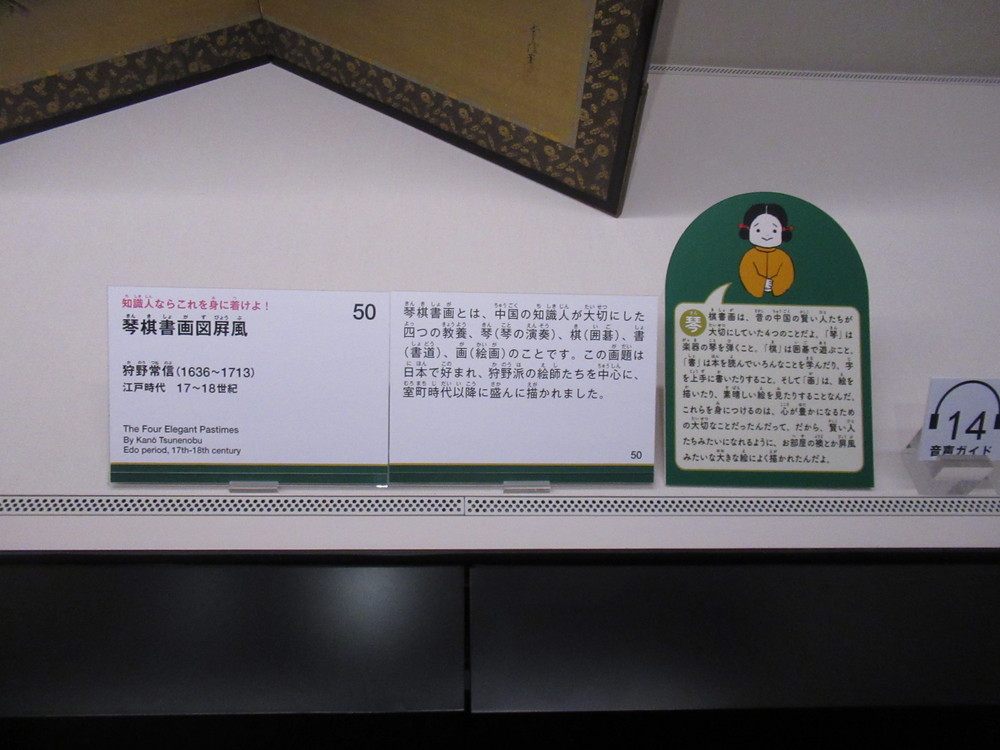 知識人ならこれを身に着けよ！
琴棋書画図屏風
50
狩野常信(1636～1713)
江戸時代　17～18世紀
The Four Elegant Pastimes
By Kanō Tsunenobu
Edo period, 17th-18th century
琴棋書画とは、中国の知識人が大切にした
四つの教養、琴(琴の演奏)、棋(囲碁)、書
(書道)、画(絵画)のことです。この画題は
日本で好まれ、狩野派の絵師たちを中心に、
室町時代以降に盛んに描かれました。
50
琴棋書画は、昔の中国の賢い人たちが
大切にしていた4つのことだよ。「琴」は
楽器の琴を弾くこと、「棋」は囲碁で遊ぶこと、
「書」は本を読んでいろんなことを学んだり、字
を上手に書いたりすること、そして「画」は、絵を
描いたり、素晴しい絵を見たりすることなんだ。
これらを身につけるのは、心が豊かになるため
の大切なことだったんだって。だから、賢い人
たちみたいになれるように、お部屋の襖とか屏風
みたいな大きな絵によく描かれたんだよ。
14
音声ガイド